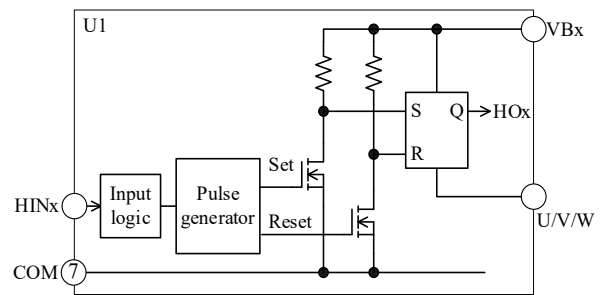 U1
VBx
S
Q
HOx
R
Set
Input
logic
Pulse
generator
HINx
Reset
U/V/W
COM
7